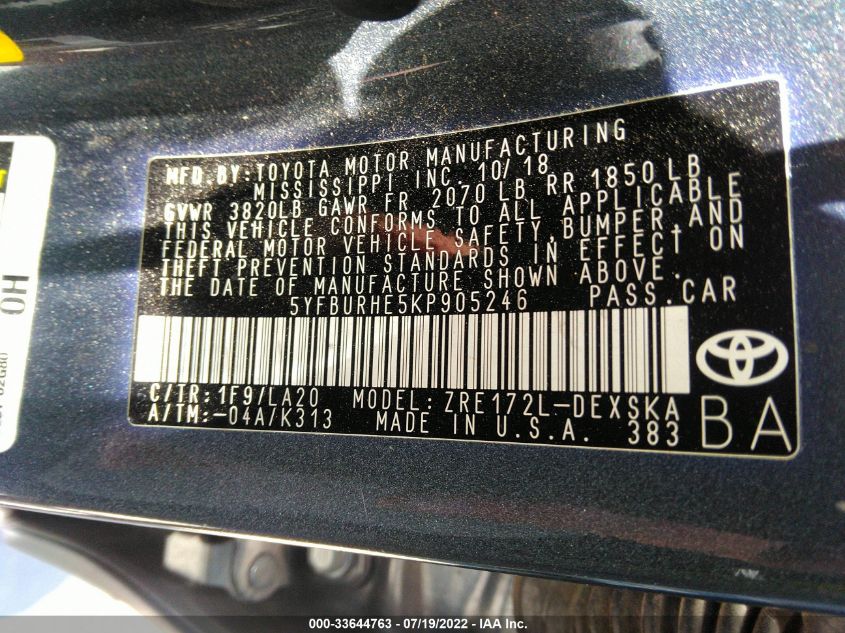 MFD. BY: TOYOTA MOTOR MANUFACTURING
MISSISSIPPI INC. 10/18
GVWR 3820LB GAWR FR 2070 LB RR 1850 LB
THIS VEHICLE CONFORMS TO ALL APPLICABLE
FEDERAL MOTOR VEHICLE SAFETY, BUMPER, AND
THEFT PREVENTION STANDARDS IN EFFECT ON
THE DATE OF MANUFACTURE SHOWN ABOVE.
5YFBURHE5KP905246 PASS.CAR
C/TR: 1F9/LA20 MODEL: ZRE172L-DEXSKA
A/TM: -04A/K313 MADE IN U.S.A. 383
BA
OH
02G80
000-33644763 - 07/19/2022 - IAA Inc.